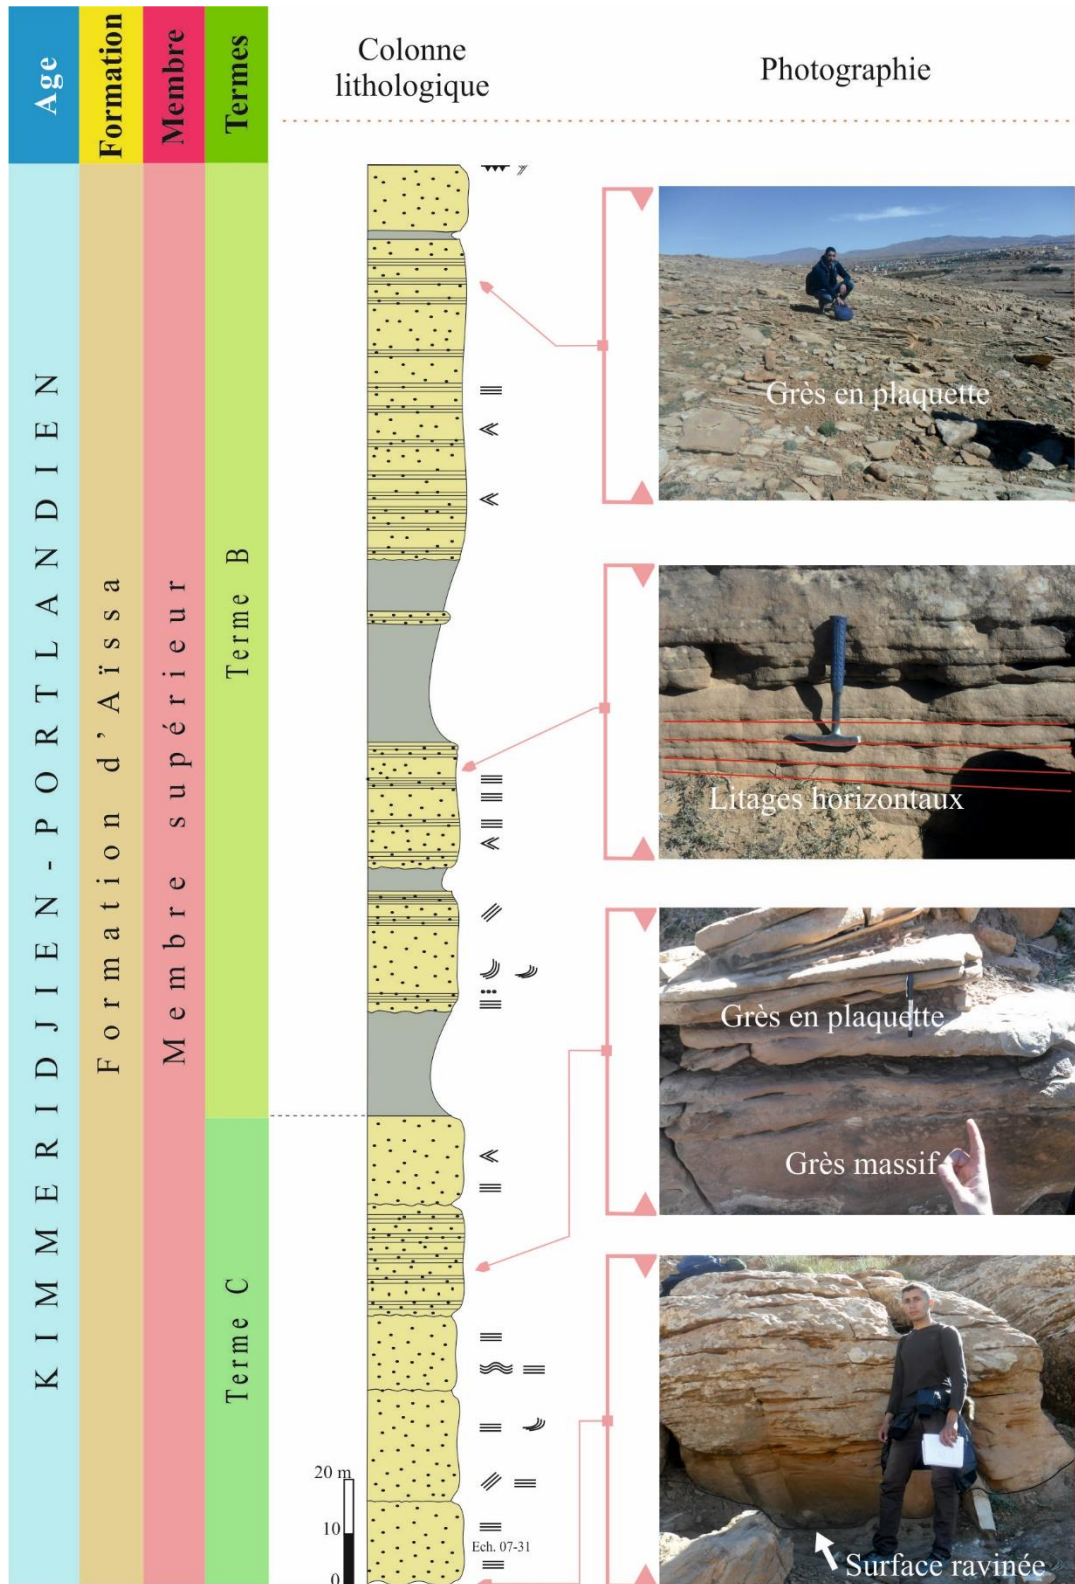 Age
Formation
Membre
Termes
Colonne
lithologique
Photographie
KIMMERIDJIEN-PORTLANDIEN
Formation d'Aïssa
Membre supérieur
Terme B
Terme C
Grès en plaquette
Litages horizontaux
Grès en plaquette
Grès massif
20 m
10
0
Ech. 07-31
Surface ravinée